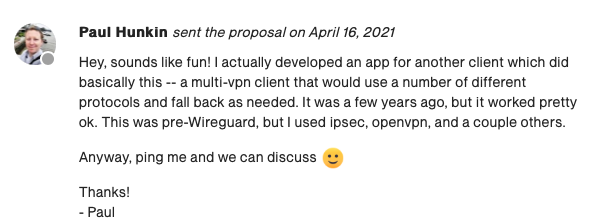 Paul Hunkin sent the proposal on April 16, 2021
Hey, sounds like fun! I actually developed an app for another client which did
basically this -- a multi-vpn client that would use a number of different
protocols and fall back as needed. It was a few years ago, but it worked pretty
ok. This was pre-Wireguard, but I used ipsec, openvpn, and a couple others.
Anyway, ping me and we can discuss 🙂
Thanks!
- Paul